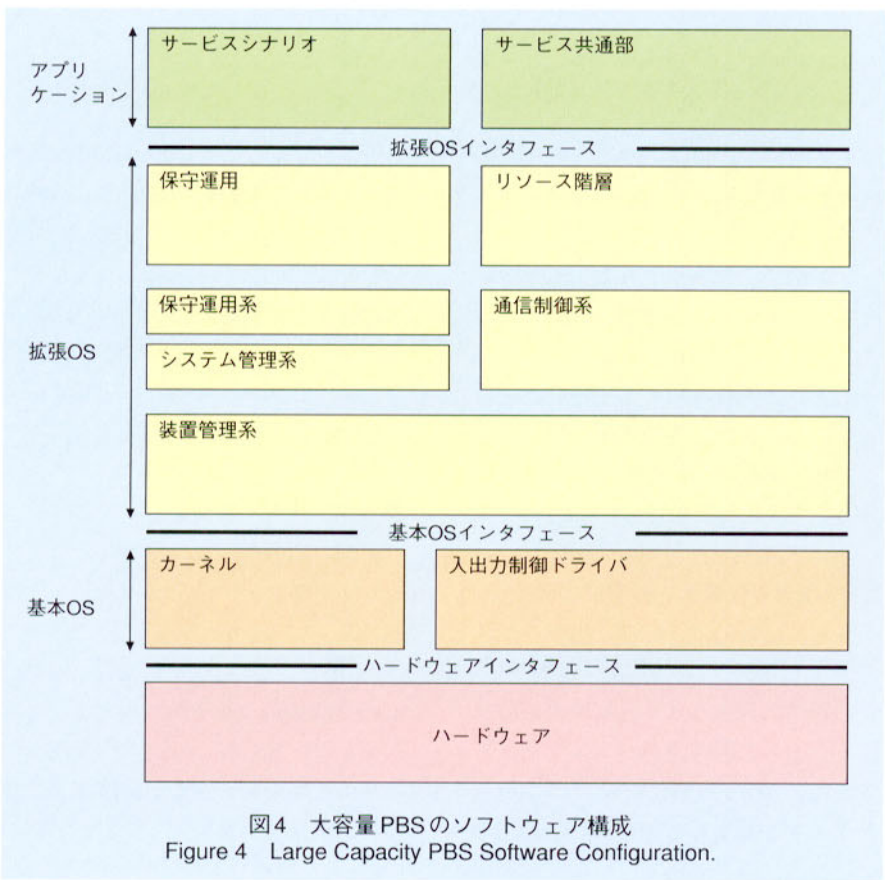 アプリ
ケーション
サービスシナリオ
サービス共通部
拡張OSインタフェース
拡張OS
保守運用
リソース階層
保守運用系
通信制御系
システム管理系
装置管理系
基本OSインタフェース
基本OS
カーネル
入出力制御ドライバ
ハードウェアインタフェース
ハードウェア
図4 大容量PBSのソフトウェア構成
Figure 4 Large Capacity PBS Software Configuration.